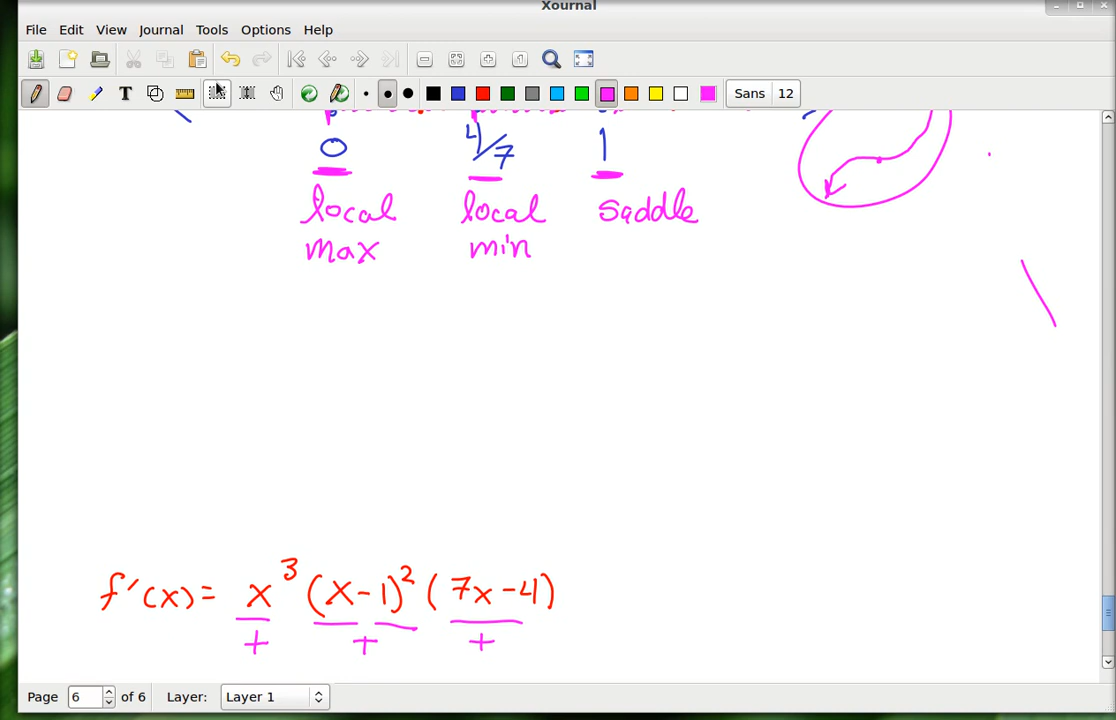 Xournal
File Edit View Journal Tools Options Help
Sans 12
0 4/7 1
local local saddle
max min
f'(x) = x³ (x-1)² (7x-4)
+ + +
Page 6 of 6 Layer: Layer 1